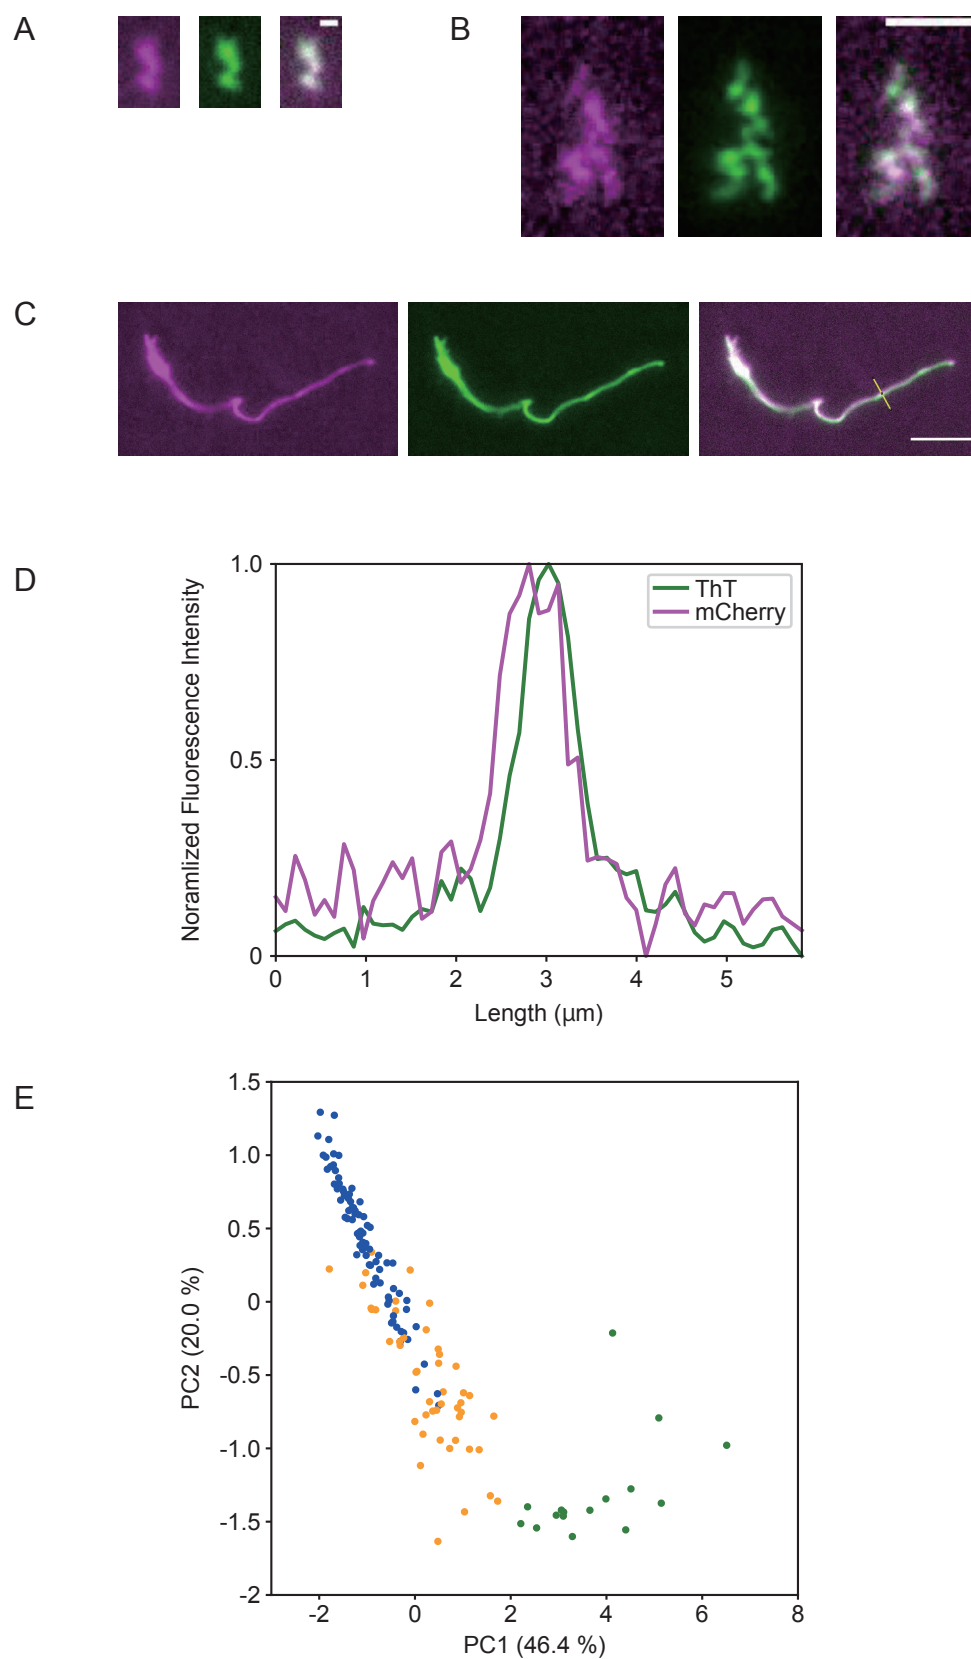 A
B
C
D
Noramlized Fluorescence Intensity
1.0
0.5
0
ThT
mCherry
0 1 2 3 4 5
Length (µm)
E
PC2 (20.0 %)
1.5
1.0
0.5
0
-0.5
-1.0
-1.5
-2
-2 0 2 4 6 8
PC1 (46.4 %)